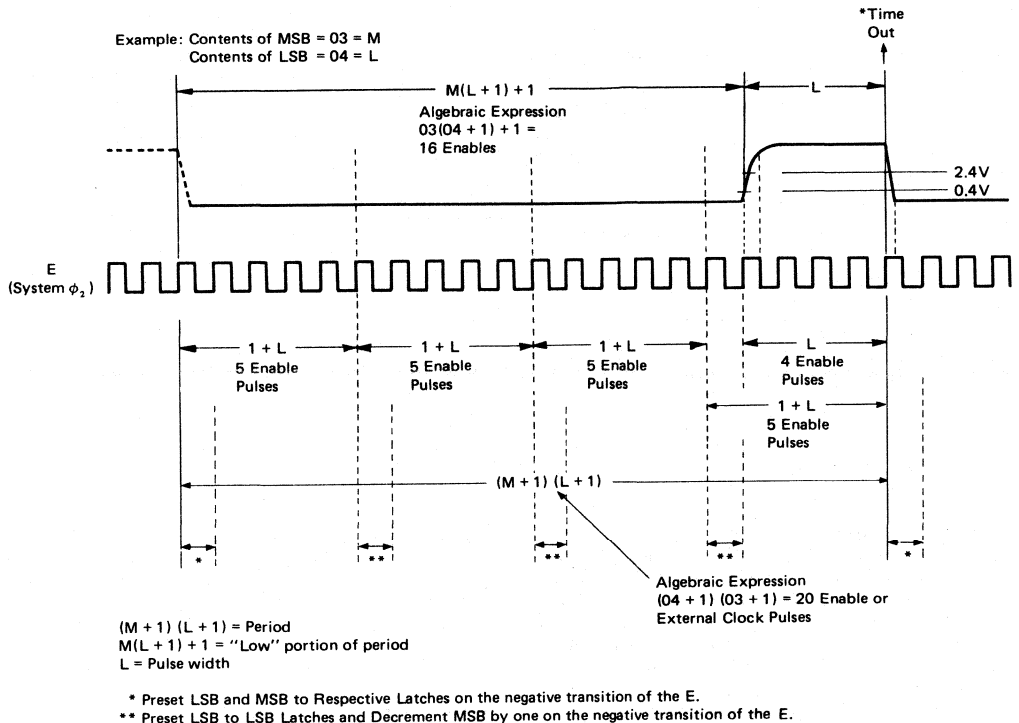 *Time
Out
Example: Contents of MSB = 03 = M
Contents of LSB = 04 = L
M(L + 1) + 1
L
Algebraic Expression
03(04 + 1) + 1 =
16 Enables
2.4V
0.4V
E
(System ϕ2)
1 + L
5 Enable
Pulses
1 + L
5 Enable
Pulses
1 + L
5 Enable
Pulses
L
4 Enable
Pulses
1 + L
5 Enable
Pulses
(M + 1) (L + 1)
*
**
**
**
*
Algebraic Expression
(04 + 1) (03 + 1) = 20 Enable or
External Clock Pulses
(M + 1) (L + 1) = Period
M(L + 1) + 1 = "Low" portion of period
L = Pulse width
* Preset LSB and MSB to Respective Latches on the negative transition of the E.
** Preset LSB to LSB Latches and Decrement MSB by one on the negative transition of the E.